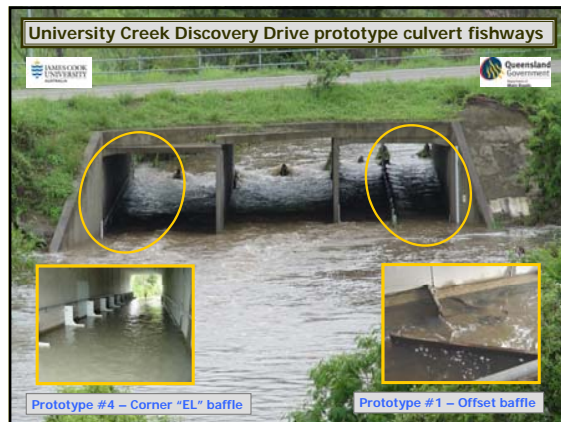 University Creek Discovery Drive prototype culvert fishways
JAMES COOK
UNIVERSITY
AUSTRALIA
Queensland
Government
Prototype #4 – Corner "EL" baffle
Prototype #1 – Offset baffle